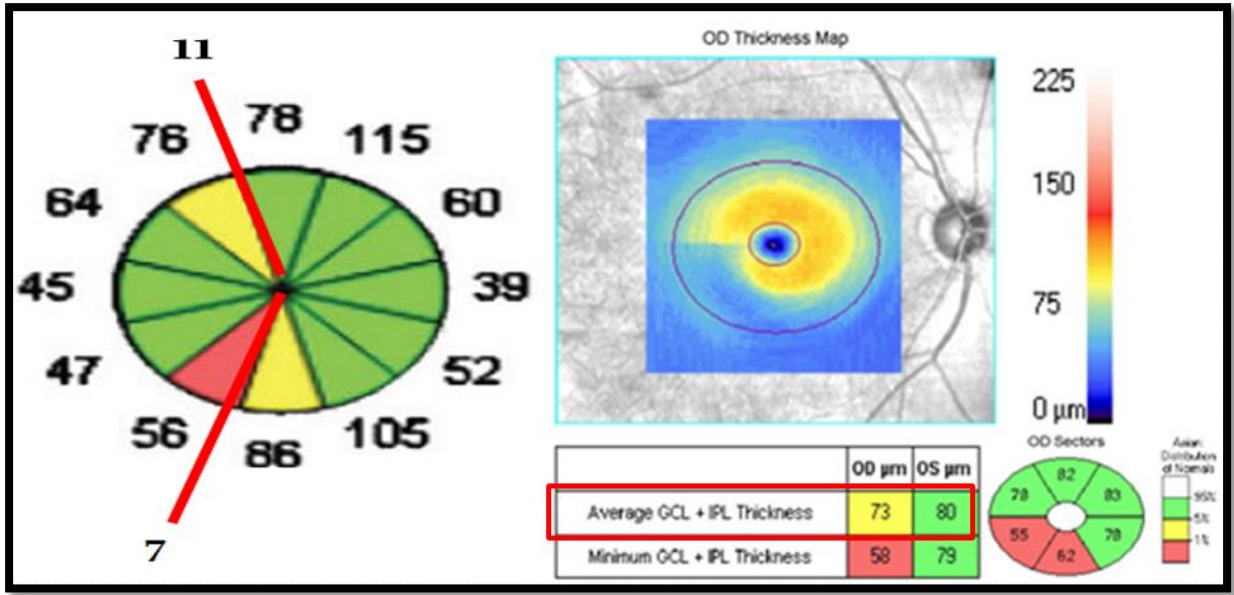 11
78
76
115
64
60
45
39
47
52
56
105
86
7
OD Thickness Map
225
150
75
0 µm
OD µm OS µm
Average GCL + IPL Thickness 73 80
Minimum GCL + IPL Thickness 58 79
OD Sectors
82
78
83
55
78
62
Asian:
Distribution
of Normals
95%
5%
1%